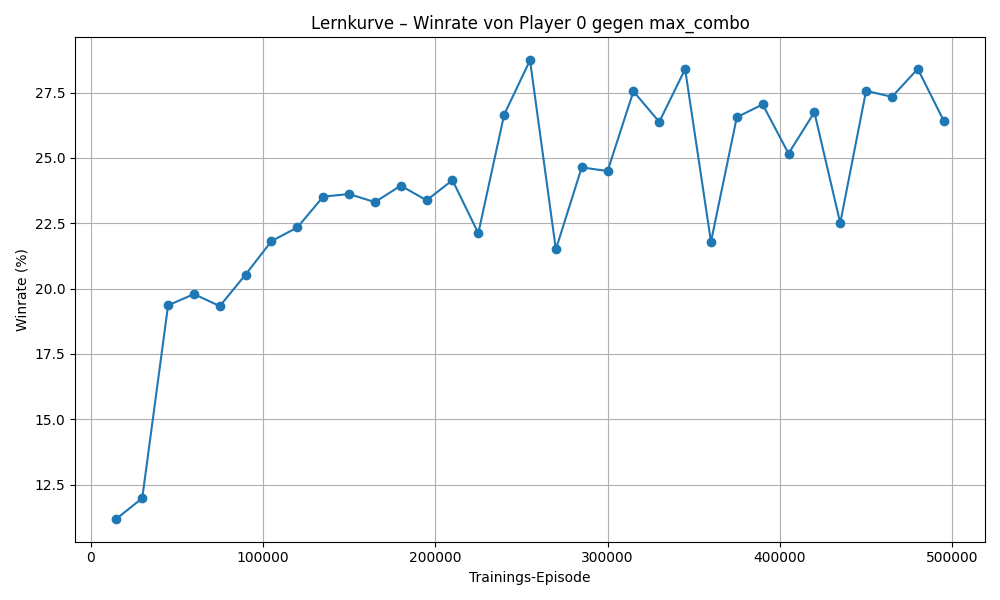 Lernkurve – Winrate von Player 0 gegen max_combo
Winrate (%)
27.5
25.0
22.5
20.0
17.5
15.0
12.5
0 100000 200000 300000 400000 500000
Trainings-Episode